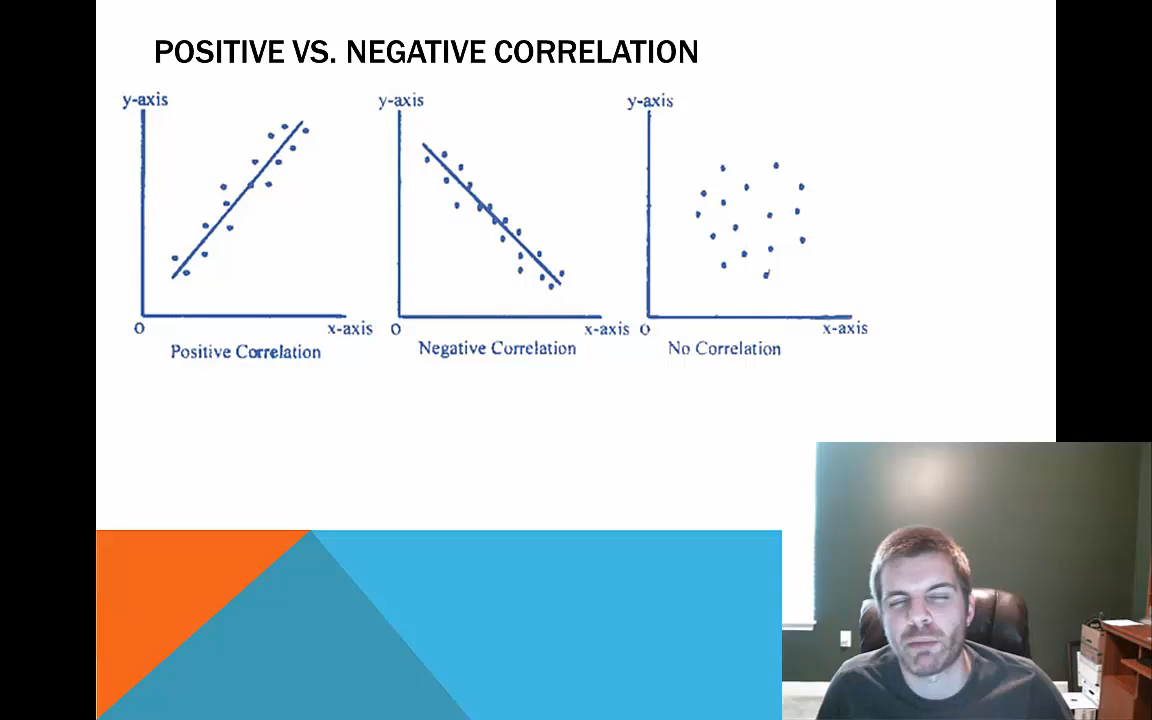 POSITIVE VS. NEGATIVE CORRELATION
y-axis
0
x-axis
Positive Correlation
y-axis
0
x-axis
Negative Correlation
y-axis
0
x-axis
No Correlation